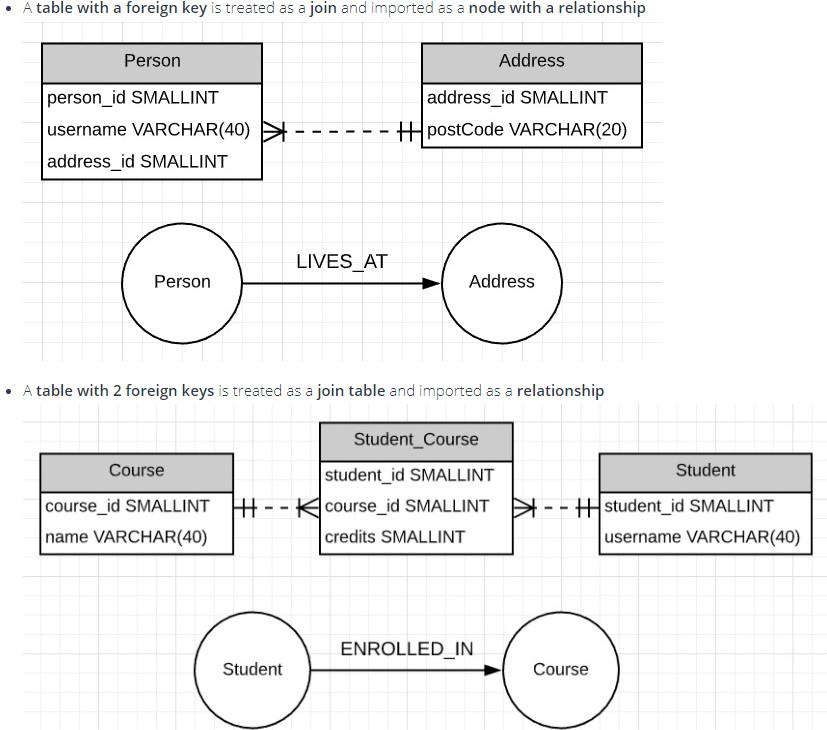 • A table with a foreign key is treated as a join and imported as a node with a relationship
Person
person_id SMALLINT
username VARCHAR(40)
address_id SMALLINT
Address
address_id SMALLINT
postCode VARCHAR(20)
LIVES_AT
Person
Address
• A table with 2 foreign keys is treated as a join table and imported as a relationship
Course
course_id SMALLINT
name VARCHAR(40)
Student_Course
student_id SMALLINT
course_id SMALLINT
credits SMALLINT
Student
student_id SMALLINT
username VARCHAR(40)
ENROLLED_IN
Student
Course